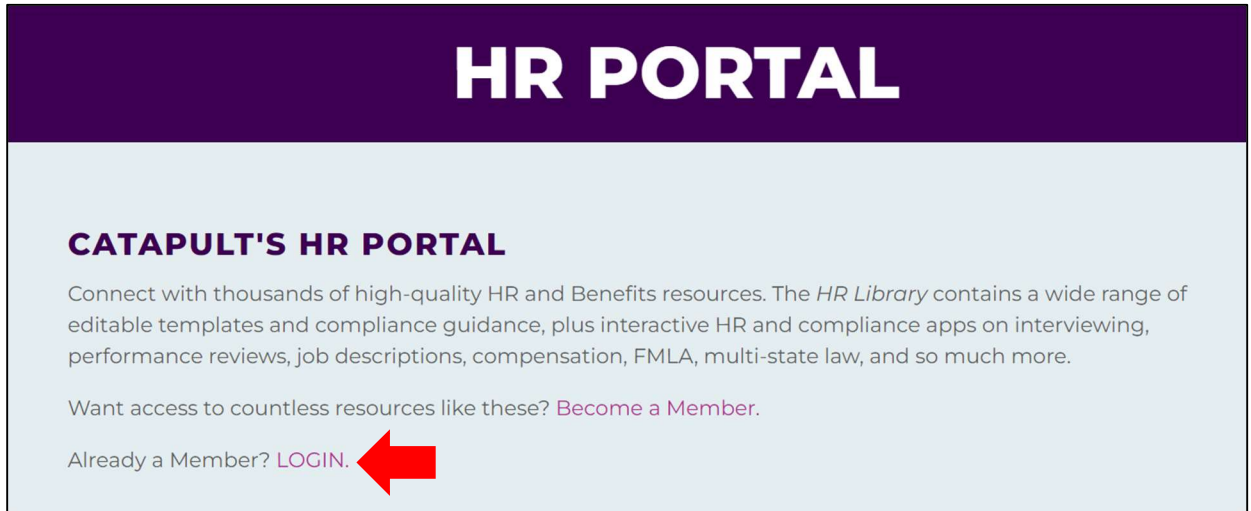 HR PORTAL
CATAPULT'S HR PORTAL
Connect with thousands of high-quality HR and Benefits resources. The HR Library contains a wide range of
editable templates and compliance guidance, plus interactive HR and compliance apps on interviewing,
performance reviews, job descriptions, compensation, FMLA, multi-state law, and so much more.
Want access to countless resources like these? Become a Member.
Already a Member? LOGIN.